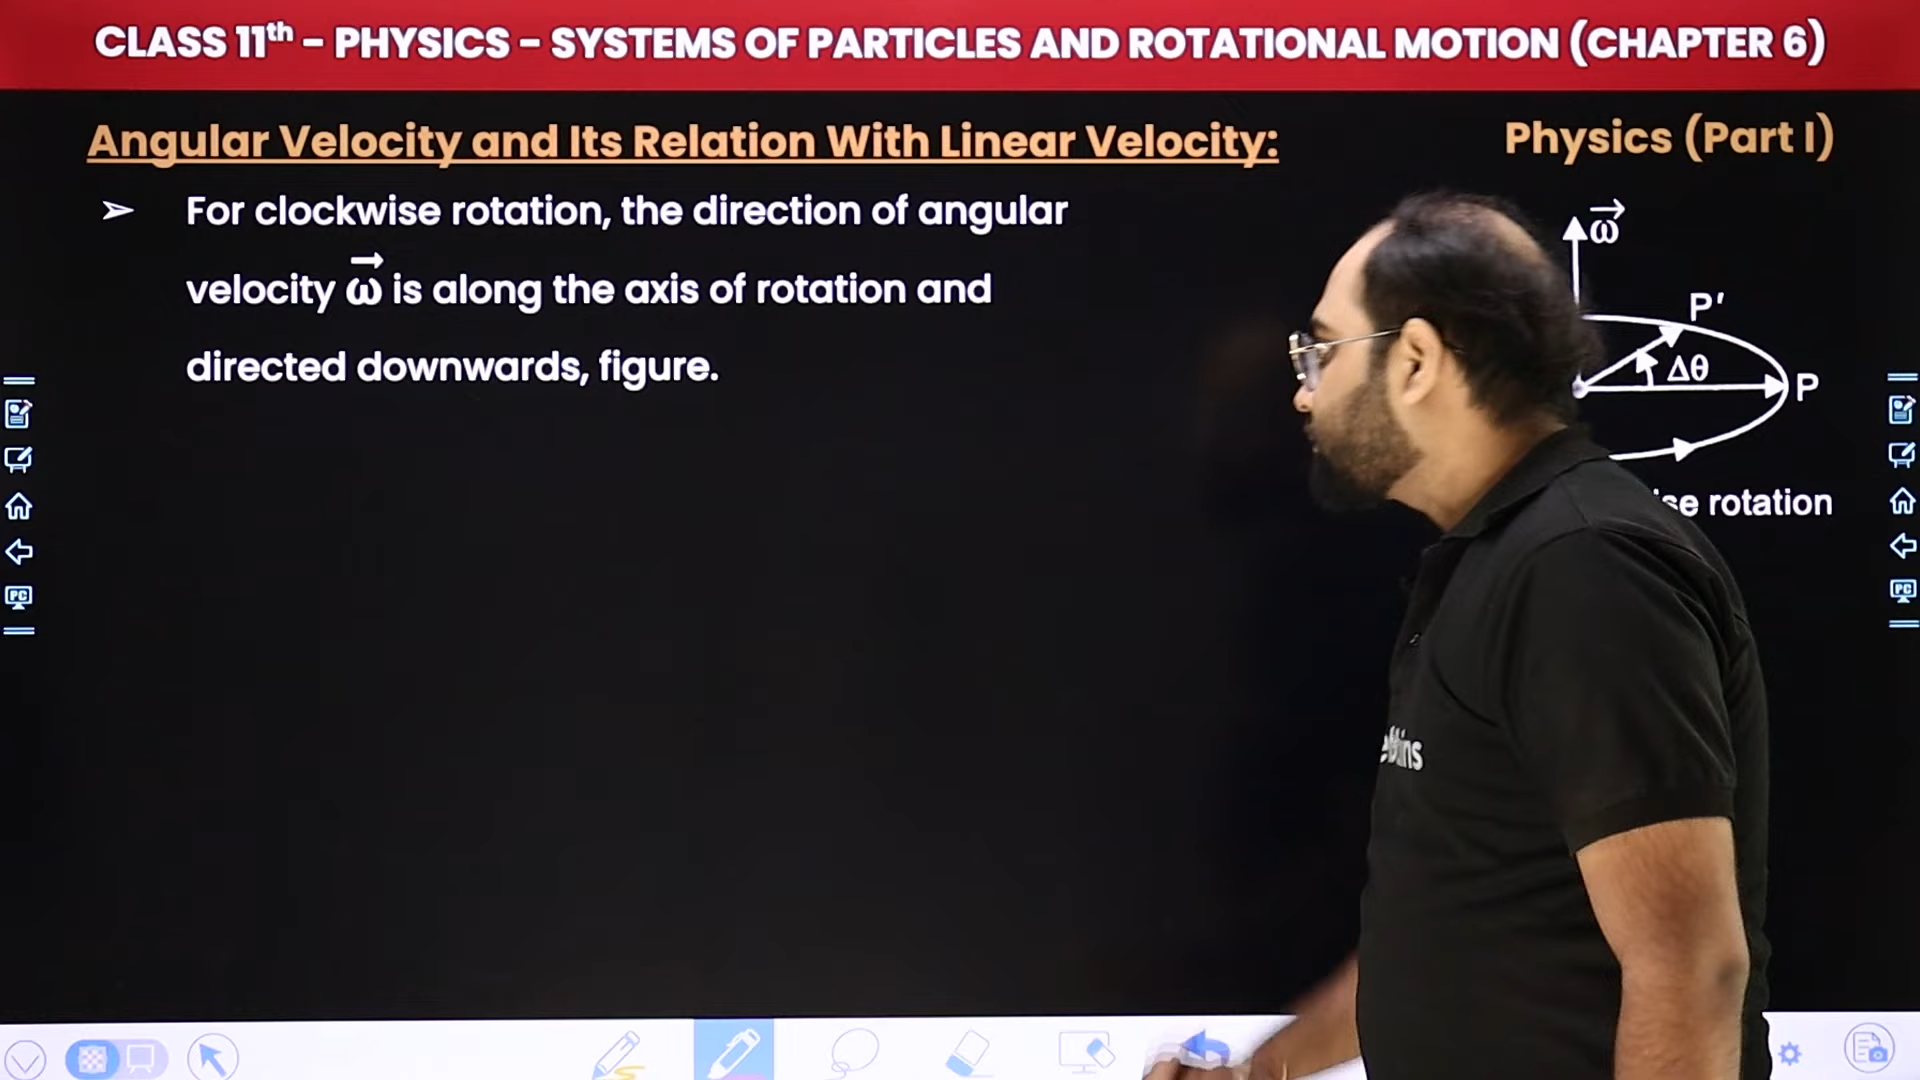 CLASS 11th – PHYSICS – SYSTEMS OF PARTICLES AND ROTATIONAL MOTION (CHAPTER 6)
Angular Velocity and Its Relation With Linear Velocity:
Physics (Part I)
➢ For clockwise rotation, the direction of angular
velocity ω⃗ is along the axis of rotation and
directed downwards, figure.
ω⃗
P′
Δθ
P
rotation
PC
PC